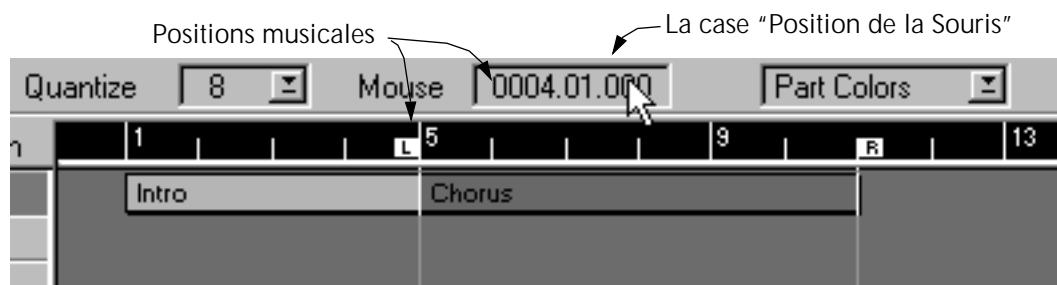 Positions musicales
La case “Position de la Souris”
Quantize 8 Mouse 0004.01.000 Part Colors
1 L 5 9 R 13
Intro Chorus